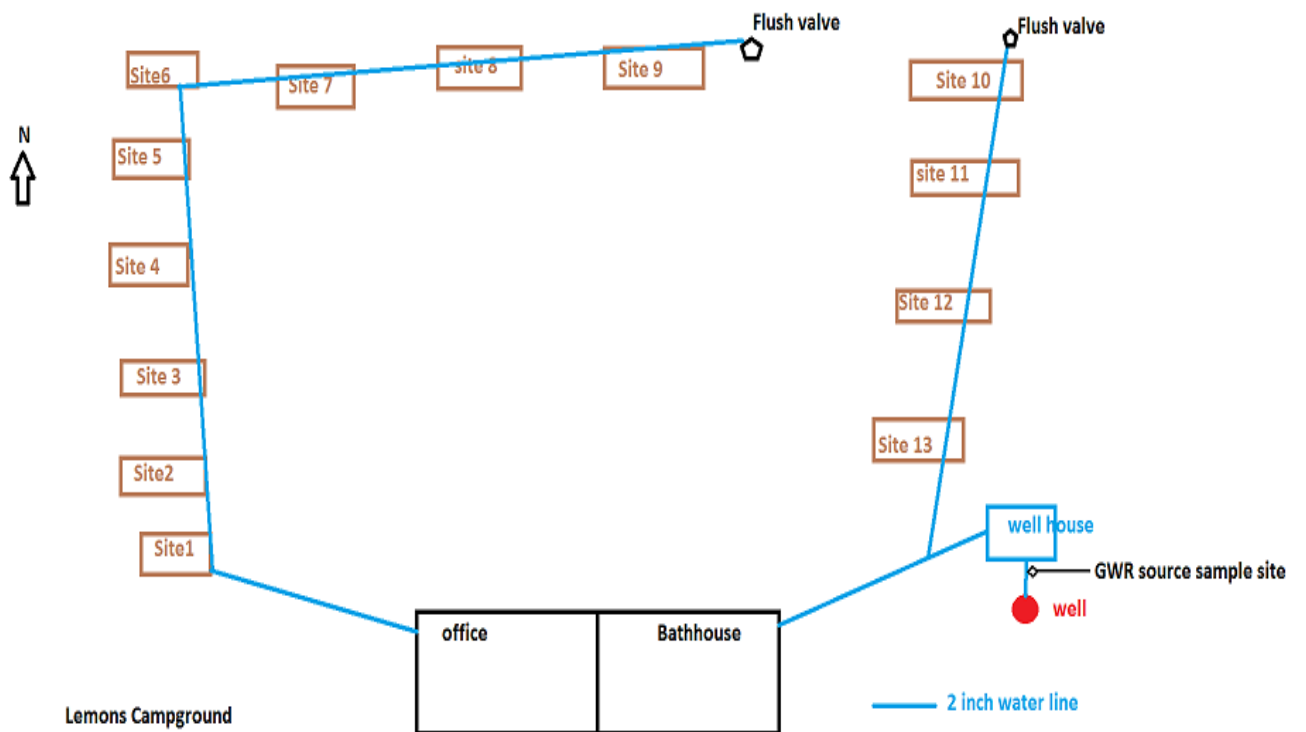 Flush valve
Flush valve
Site6
Site 7
site 8
Site 9
Site 10
N
Site 5
site 11
Site 4
Site 12
Site 3
Site 13
Site2
Site1
well house
GWR source sample site
well
office
Bathhouse
2 inch water line
Lemons Campground